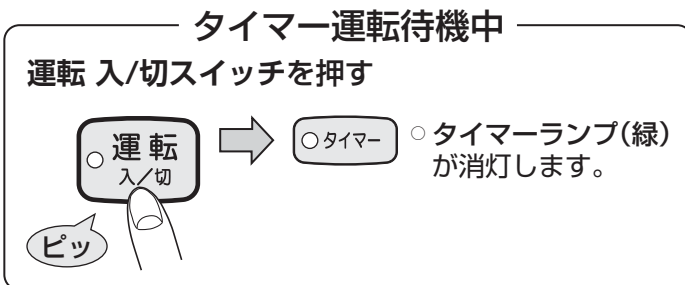 タイマー運転待機中
運転 入/切スイッチを押す
運転
入/切
タイマー
タイマーランプ(緑)
が消灯します。
ピッ